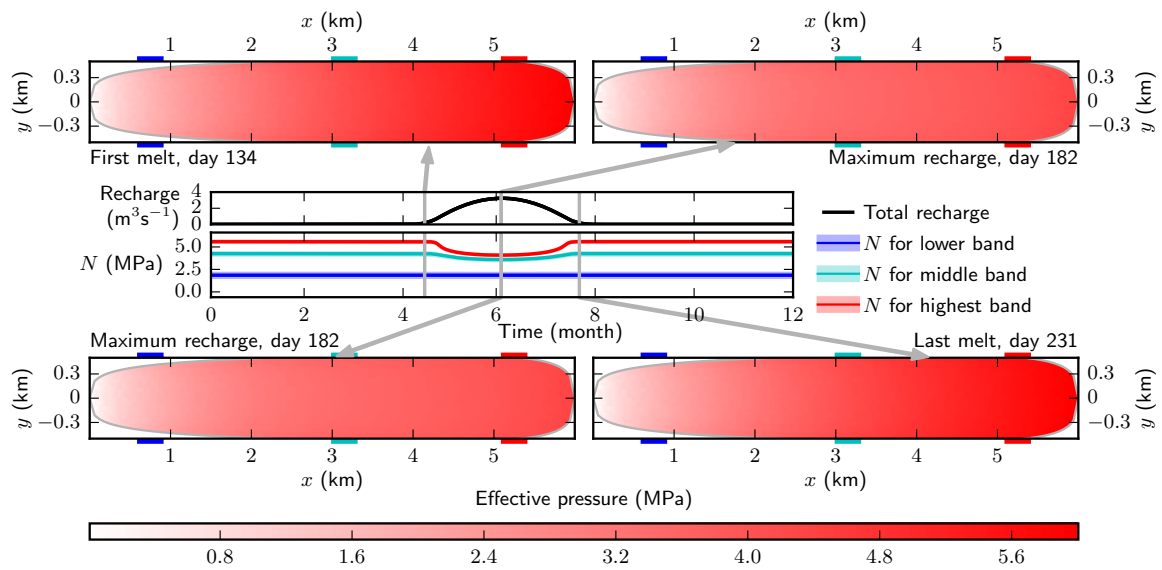 x (km)
x (km)
1 2 3 4 5
1 2 3 4 5
y (km)
0.3
0
−0.3
0.3
0
−0.3
y (km)
First melt, day 134
Maximum recharge, day 182
Recharge
(m³s⁻¹)
4
2
0
N (MPa)
5.0
2.5
0.0
0 2 4 6 8 10 12
Time (month)
Total recharge
N for lower band
N for middle band
N for highest band
Maximum recharge, day 182
Last melt, day 231
y (km)
0.3
0
−0.3
0.3
0
−0.3
y (km)
1 2 3 4 5
1 2 3 4 5
x (km)
x (km)
Effective pressure (MPa)
0.8 1.6 2.4 3.2 4.0 4.8 5.6